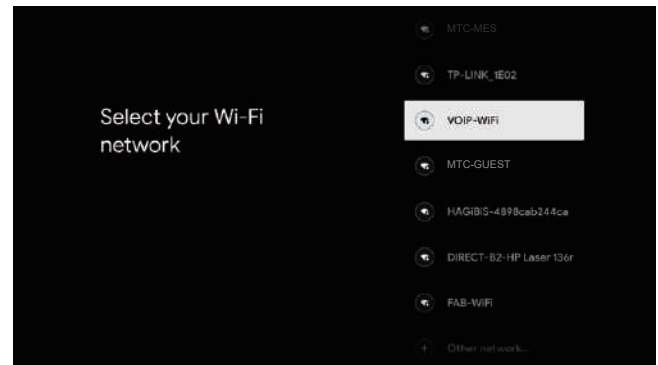 Select your Wi-Fi
network
MTC-MES
TP-LINK_1E02
VOIP-WiFi
MTC-GUEST
HAGiBiS-4898cab244ca
DIRECT-B2-HP Laser 136r
FAB-WiFi
Other network...